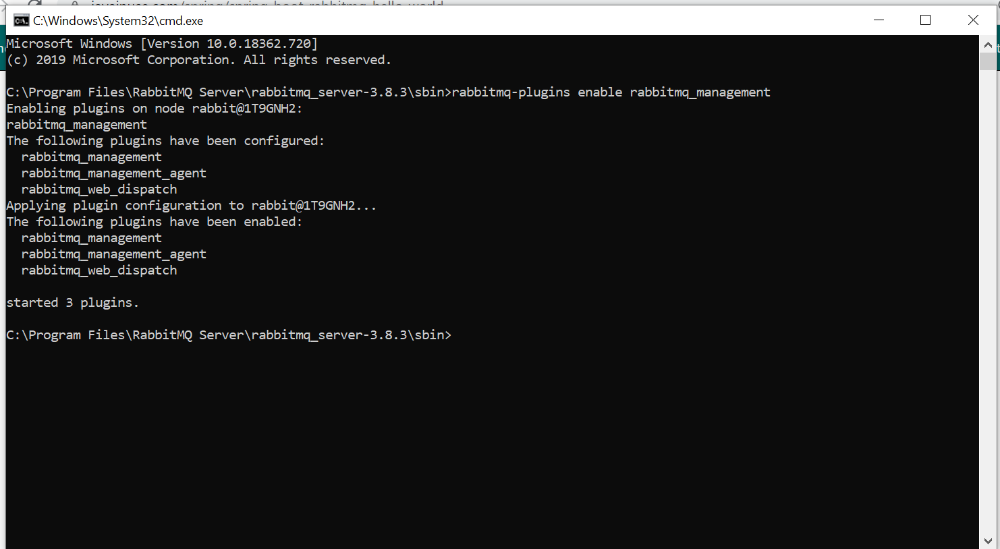 C:\Windows\System32\cmd.exe
Microsoft Windows [Version 10.0.18362.720]
(c) 2019 Microsoft Corporation. All rights reserved.
C:\Program Files\RabbitMQ Server\rabbitmq_server-3.8.3\sbin>rabbitmq-plugins enable rabbitmq_management
Enabling plugins on node rabbit@1T9GNH2:
rabbitmq_management
The following plugins have been configured:
  rabbitmq_management
  rabbitmq_management_agent
  rabbitmq_web_dispatch
Applying plugin configuration to rabbit@1T9GNH2...
The following plugins have been enabled:
  rabbitmq_management
  rabbitmq_management_agent
  rabbitmq_web_dispatch
started 3 plugins.
C:\Program Files\RabbitMQ Server\rabbitmq_server-3.8.3\sbin>